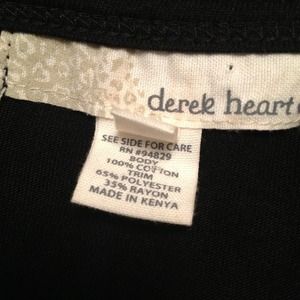 derek heart
SEE SIDE FOR CARE
RN #94829
BODY
100% COTTON
TRIM
65% POLYESTER
35% RAYON
MADE IN KENYA